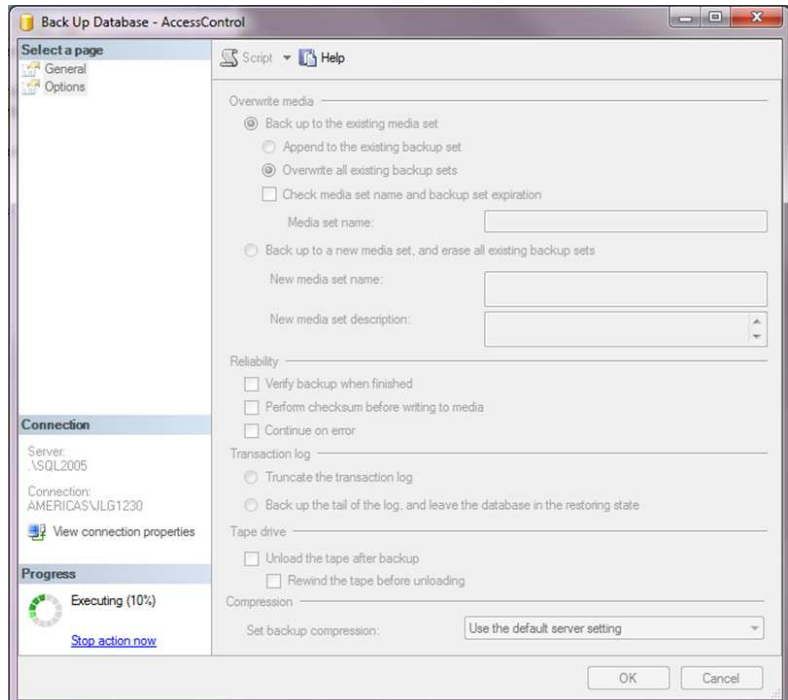 Back Up Database - AccessControl
Select a page
General
Options
Script Help
Overwrite media
Back up to the existing media set
Append to the existing backup set
Overwrite all existing backup sets
Check media set name and backup set expiration
Media set name:
Back up to a new media set, and erase all existing backup sets
New media set name:
New media set description:
Reliability
Verify backup when finished
Perform checksum before writing to media
Continue on error
Transaction log
Truncate the transaction log
Back up the tail of the log, and leave the database in the restoring state
Tape drive
Unload the tape after backup
Rewind the tape before unloading
Compression
Set backup compression:
Use the default server setting
Connection
Server:
.\SQL2005
Connection:
AMERICAS\JLG1230
View connection properties
Progress
Executing (10%)
Stop action now
OK Cancel